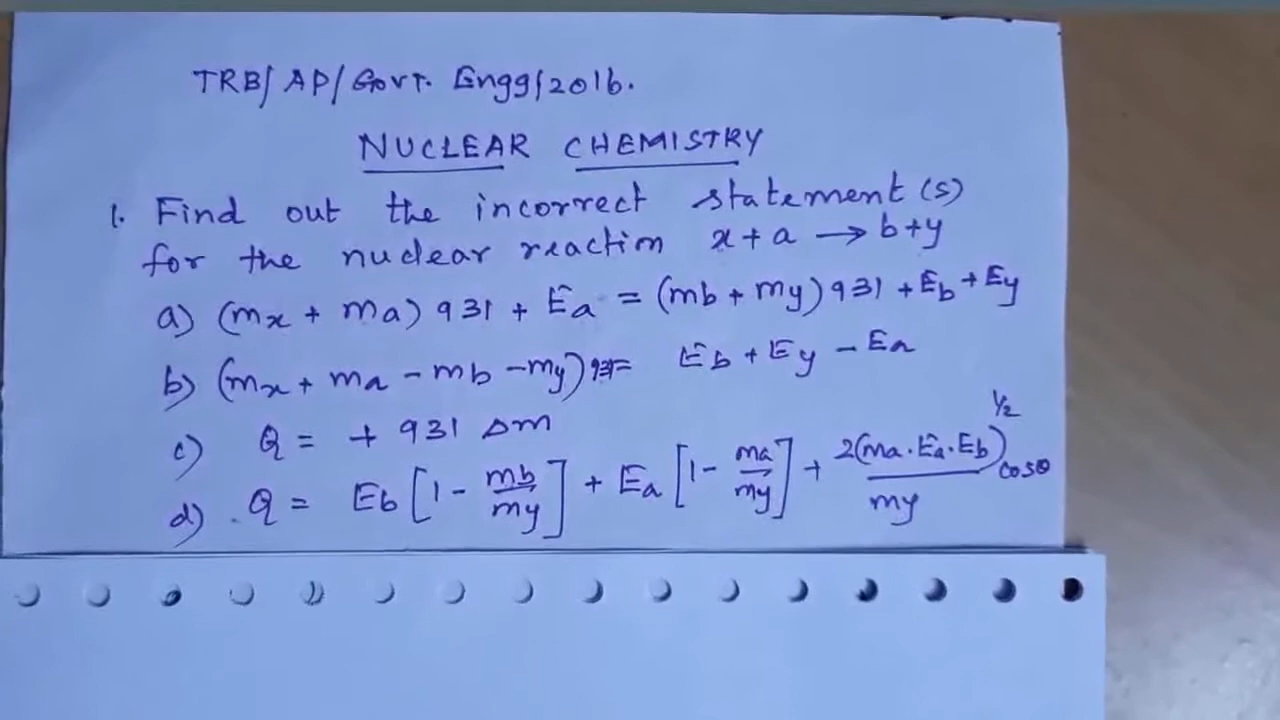 TRB/ AP/ Govt. Engg/2016.
NUCLEAR CHEMISTRY
1. Find out the incorrect statement(s)
for the nuclear reaction x+a → b+y
a) (mx + ma) 931 + Ea = (mb + my) 931 + Eb + Ey
b) (mx + ma - mb - my) 931= Eb + Ey - Ea
c) Q = + 931 Δm
d) Q = Eb [1 - mb/my] + Ea [1 - ma/my] + 2(ma.Ea.Eb)^1/2/my cosθ